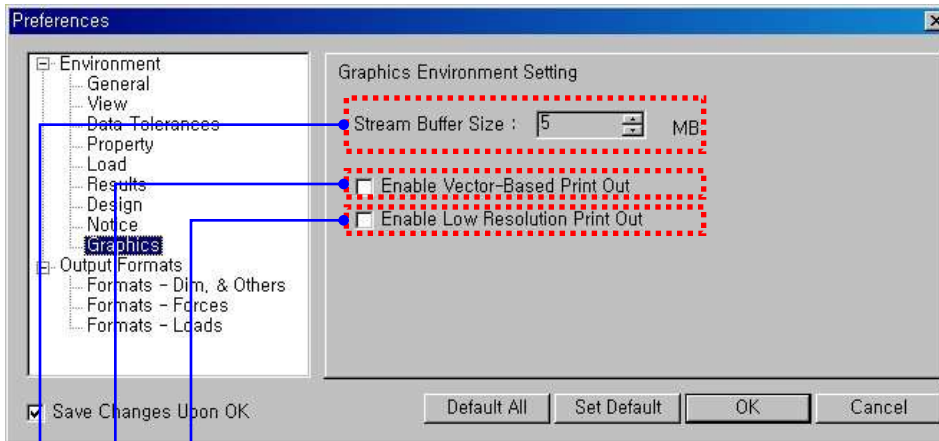 Preferences
Environment
General
View
Data Tolerances
Property
Load
Results
Design
Notice
Graphics
Output Formats
Formats - Dim, & Others
Formats - Forces
Formats - Loads
Graphics Environment Setting
Stream Buffer Size : 5 MB
Enable Vector-Based Print Out
Enable Low Resolution Print Out
Save Changes Upon OK
Default All
Set Default
OK
Cancel